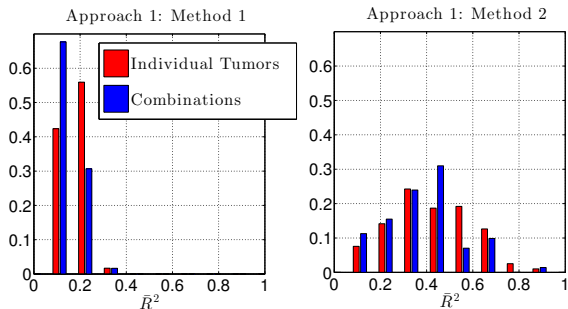 Approach 1: Method 1
0.6
0.5
0.4
0.3
0.2
0.1
0
0 0.2 0.4 0.6 0.8 1
R̄²
Individual Tumors
Combinations
Approach 1: Method 2
0.6
0.5
0.4
0.3
0.2
0.1
0
0 0.2 0.4 0.6 0.8 1
R̄²